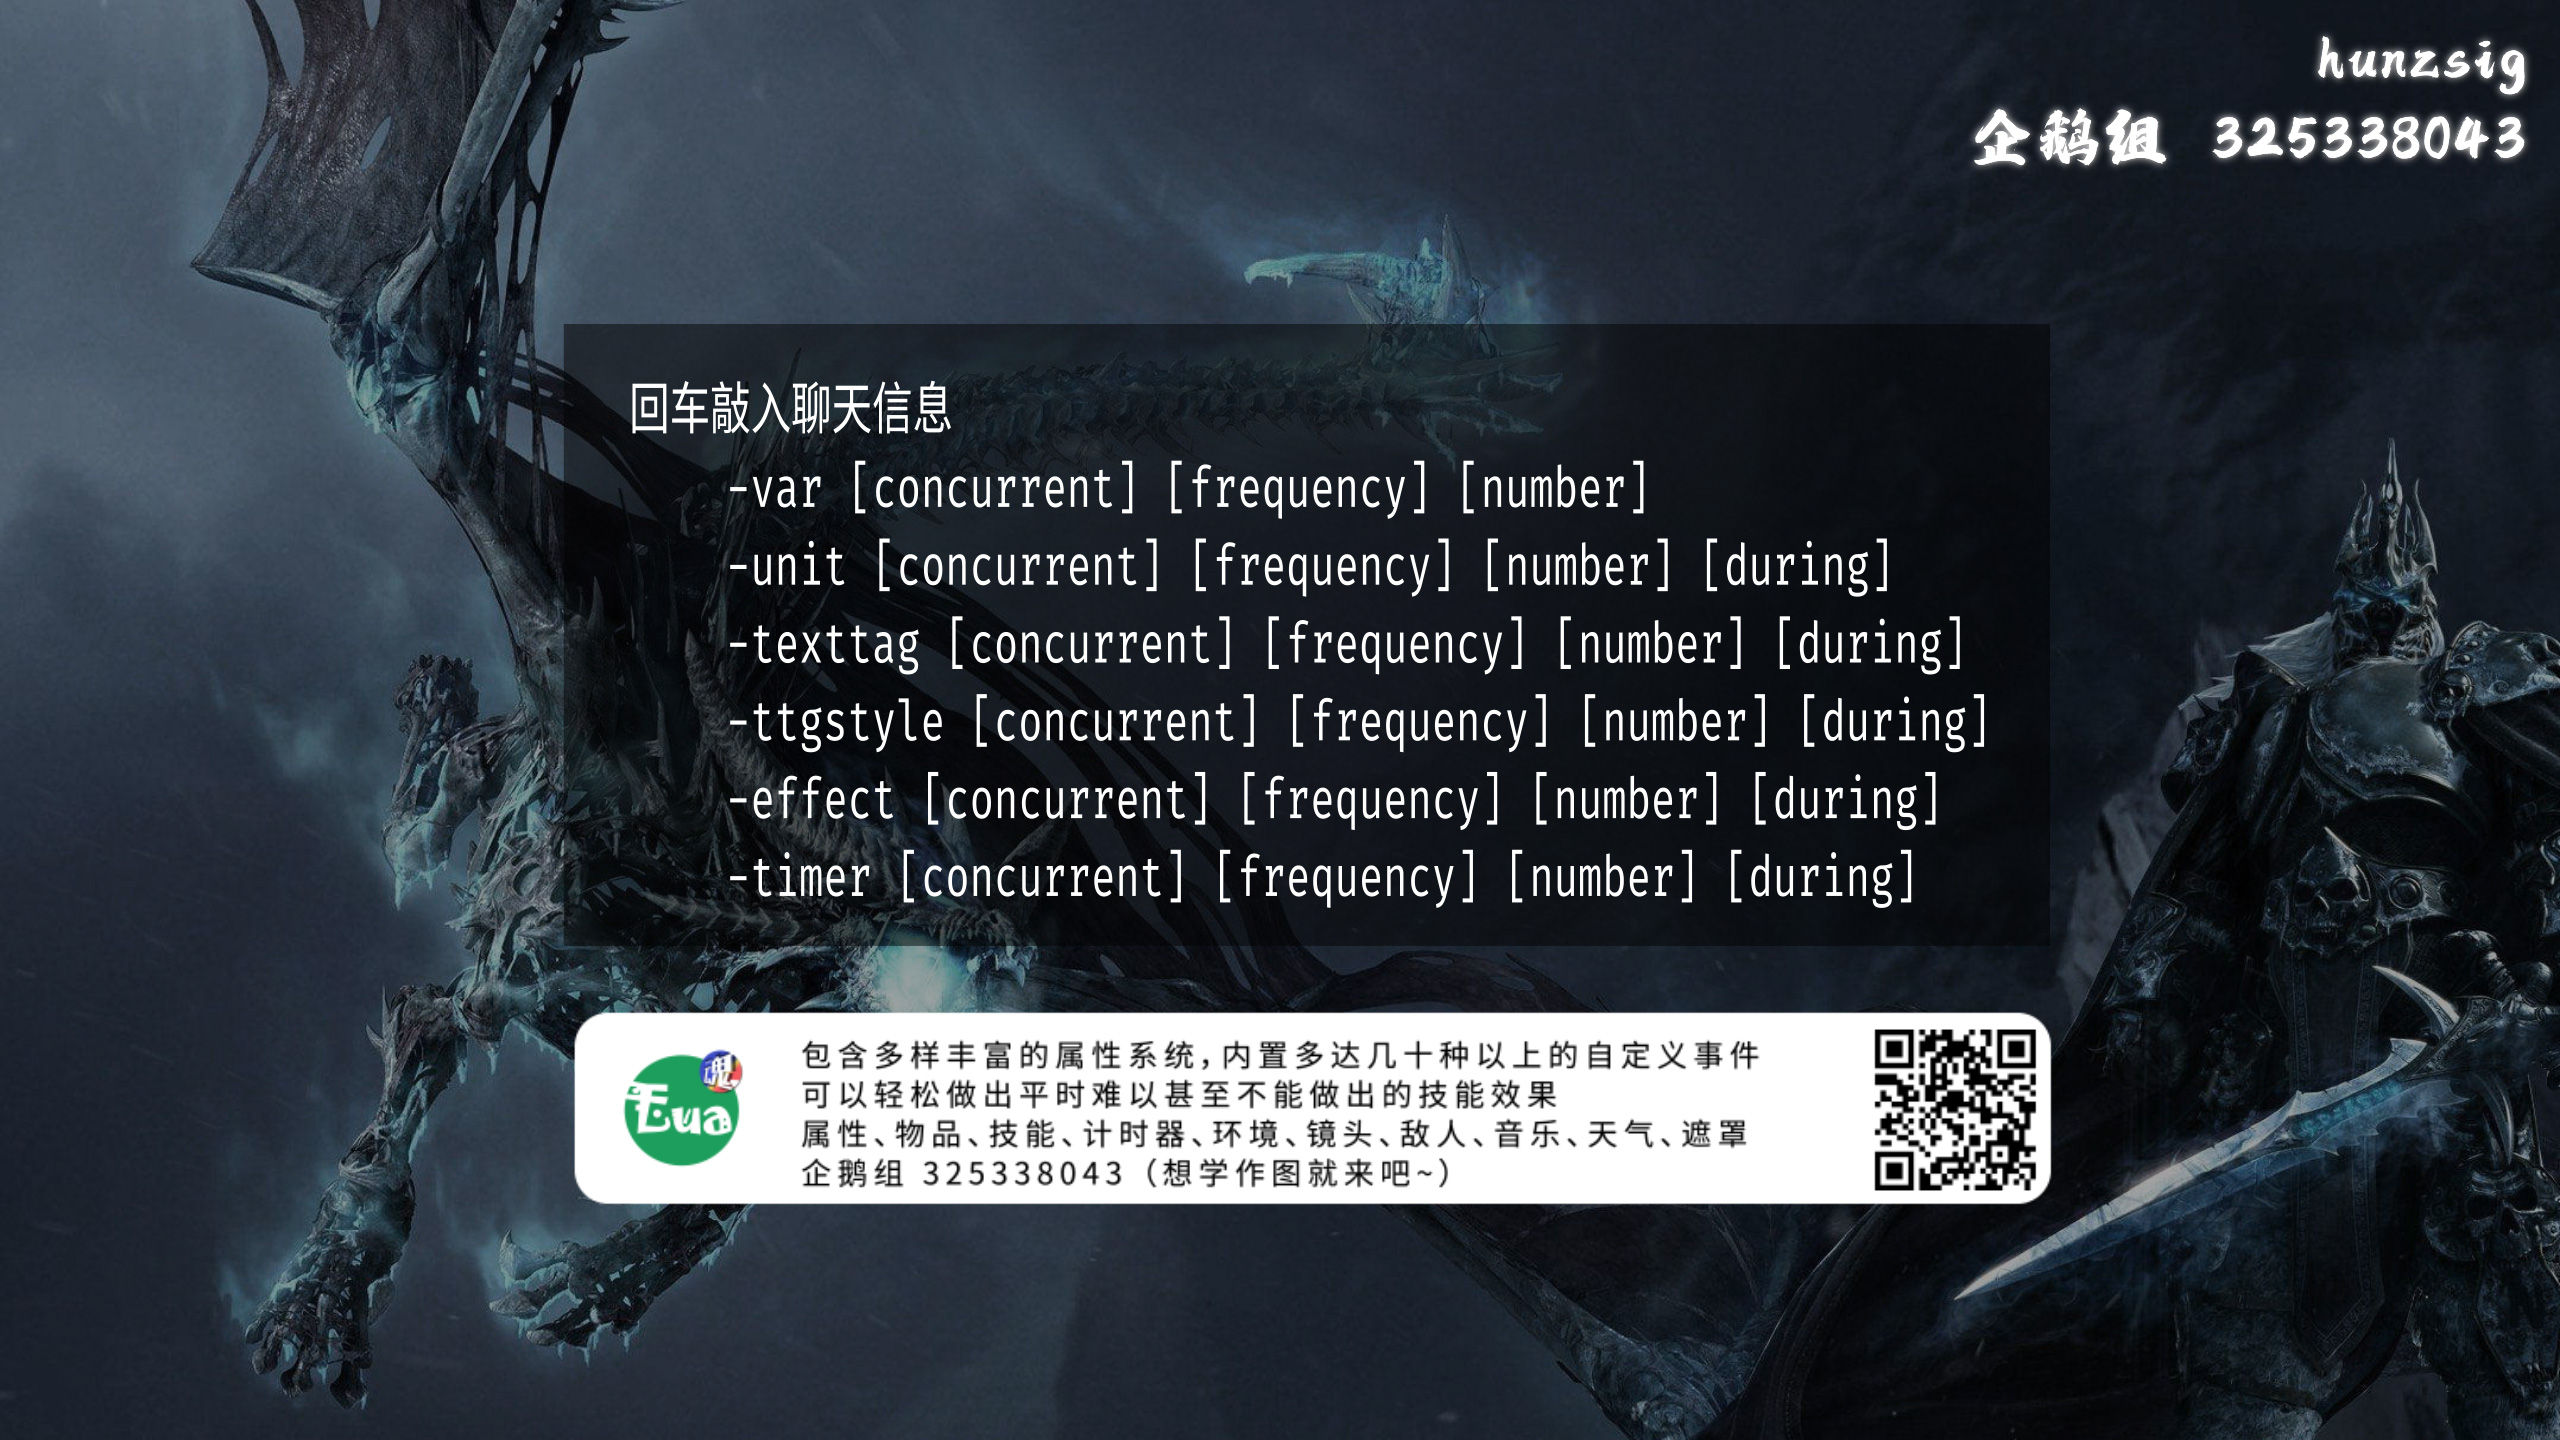 hunzsig
企鹅组 325338043
回车敲入聊天信息
-var [concurrent] [frequency] [number]
-unit [concurrent] [frequency] [number] [during]
-texttag [concurrent] [frequency] [number] [during]
-ttgstyle [concurrent] [frequency] [number] [during]
-effect [concurrent] [frequency] [number] [during]
-timer [concurrent] [frequency] [number] [during]
魂
毛ua
包含多样丰富的属性系统,内置多达几十种以上的自定义事件
可以轻松做出平时难以甚至不能做出的技能效果
属性、物品、技能、计时器、环境、镜头、敌人、音乐、天气、遮罩
企鹅组 325338043（想学作图就来吧~）